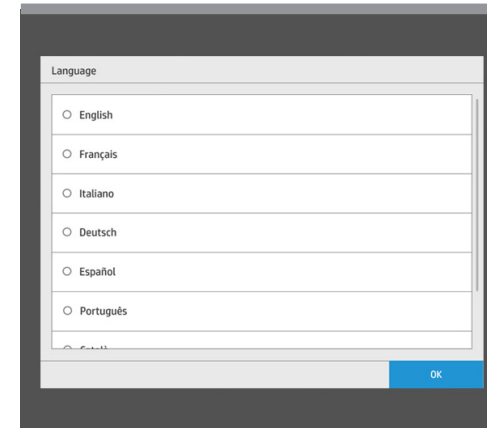 Language
English
Français
Italiano
Deutsch
Español
Português
OK